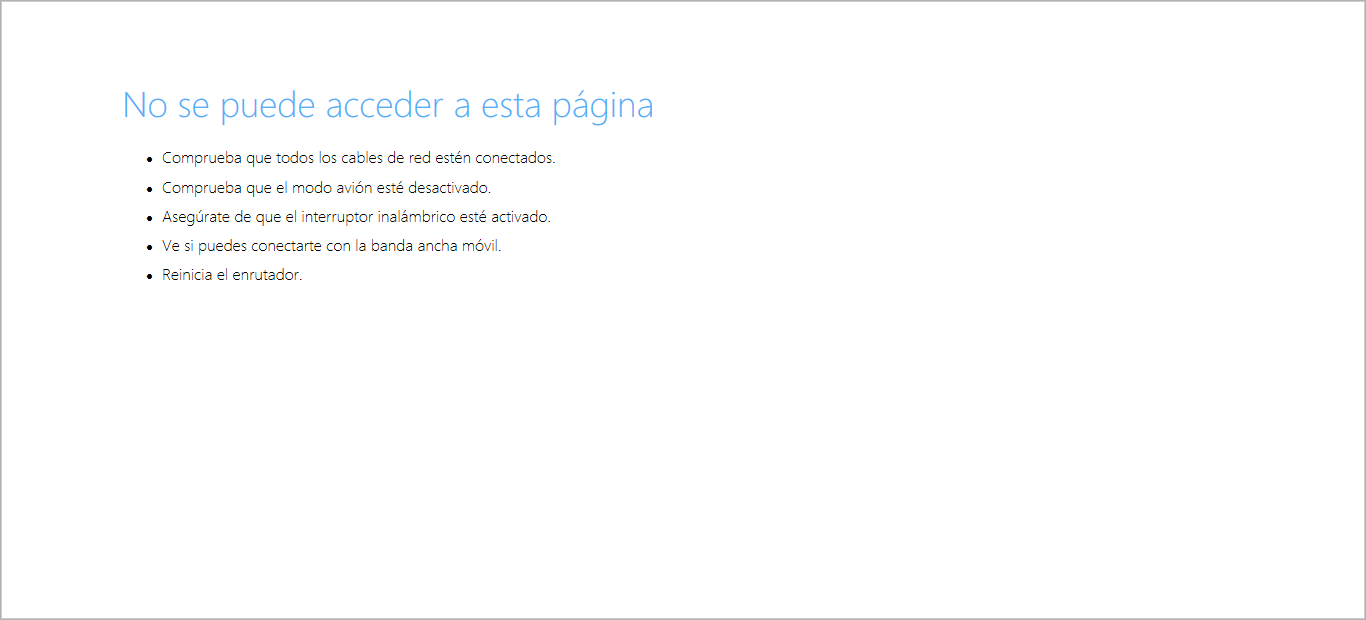 No se puede acceder a esta página
Comprueba que todos los cables de red estén conectados.
Comprueba que el modo avión esté desactivado.
Asegúrate de que el interruptor inalámbrico esté activado.
Ve si puedes conectarte con la banda ancha móvil.
Reinicia el enrutador.